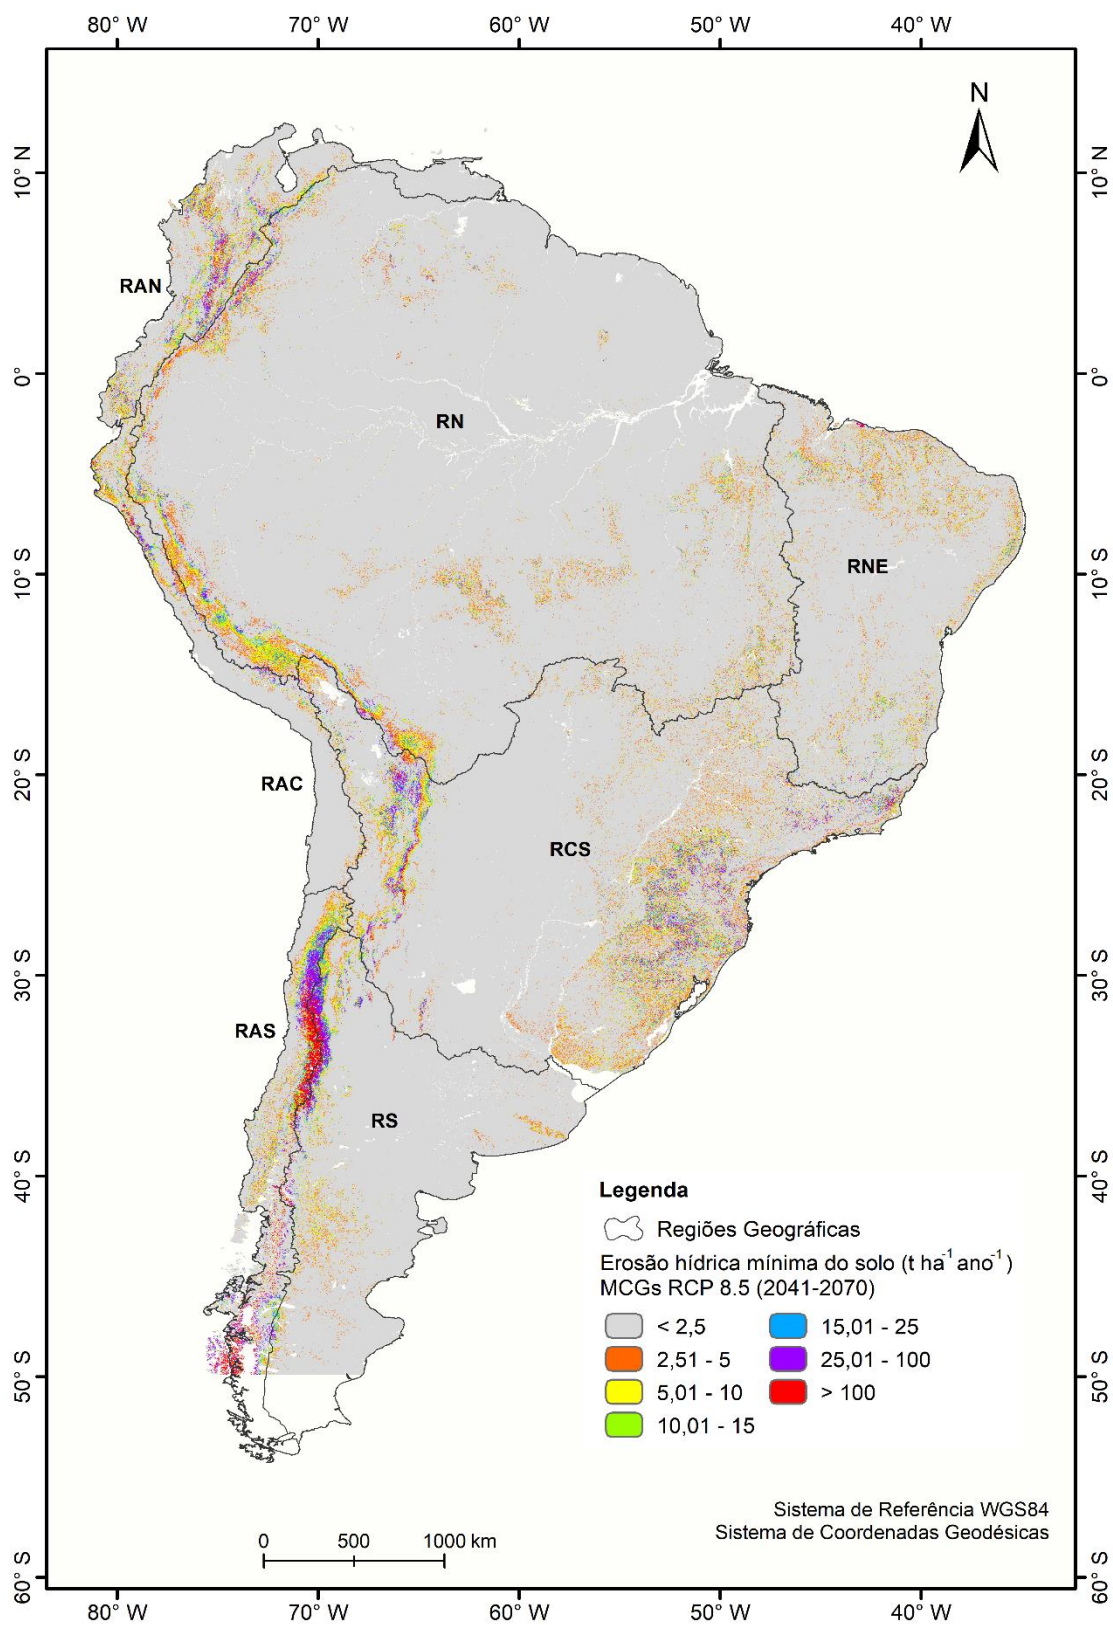 80° W 70° W 60° W 50° W 40° W
N
10° N 10° N
RAN
0° 0°
RN
RNE
10° S 10° S
RAC
20° S 20° S
RCS
30° S 30° S
RAS
RS
40° S 40° S
Legenda
Regiões Geográficas
Erosão hídrica mínima do solo (t ha⁻¹ ano⁻¹)
MCGs RCP 8.5 (2041-2070)
< 2,5 15,01 - 25
2,51 - 5 25,01 - 100
5,01 - 10 > 100
10,01 - 15
50° S 50° S
Sistema de Referência WGS84
Sistema de Coordenadas Geodésicas
0 500 1000 km
60° S 60° S
80° W 70° W 60° W 50° W 40° W